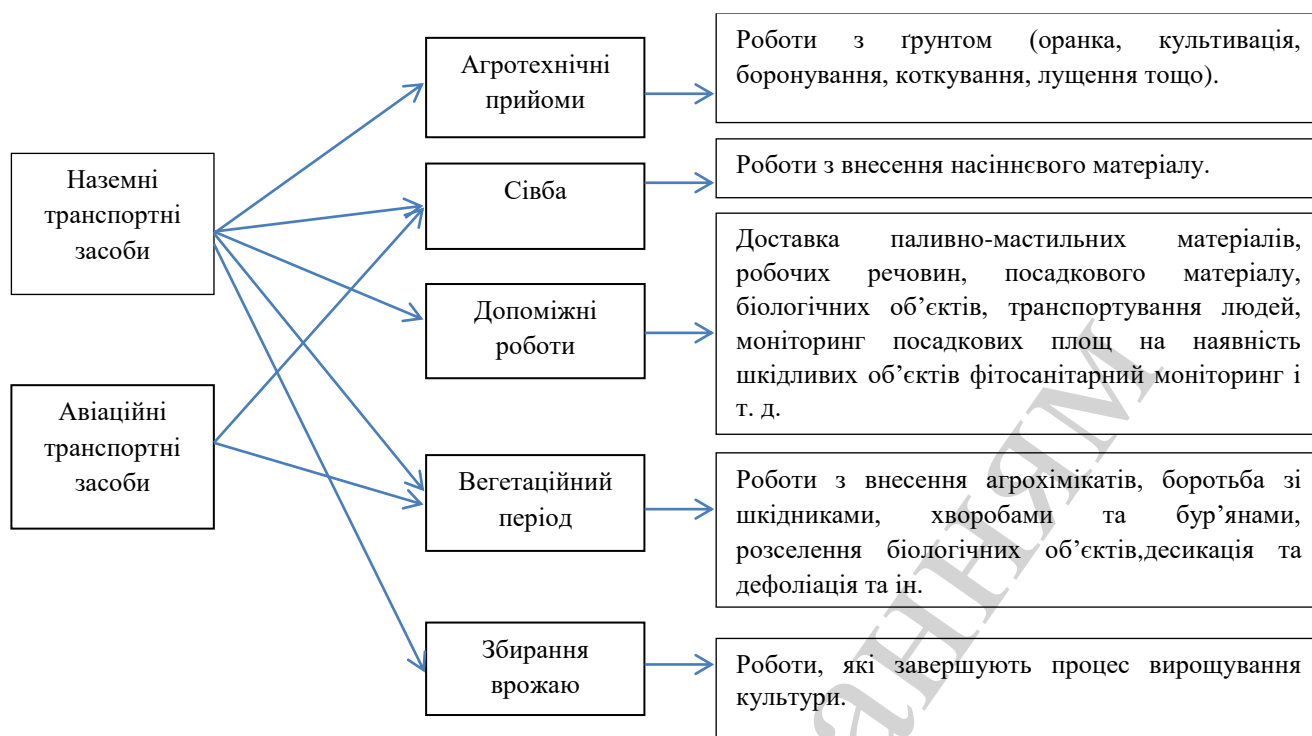 Наземні
транспортні
засоби
Авіаційні
транспортні
засоби
Агротехнічні
прийоми
Сівба
Допоміжні
роботи
Вегетаційний
період
Збирання
врожаю
Роботи з ґрунтом (оранка, культивація,
боронування, коткування, лущення тощо).
Роботи з внесення насіннєвого матеріалу.
Доставка паливно-мастильних матеріалів,
робочих речовин, посадкового матеріалу,
біологічних об’єктів, транспортування людей,
моніторинг посадкових площ на наявність
шкідливих об’єктів фітосанітарний моніторинг і
т. д.
Роботи з внесення агрохімікатів, боротьба зі
шкідниками, хворобами та бур’янами,
розселення біологічних об’єктів,десикація та
дефоліація та ін.
Роботи, які завершують процес вирощування
культури.